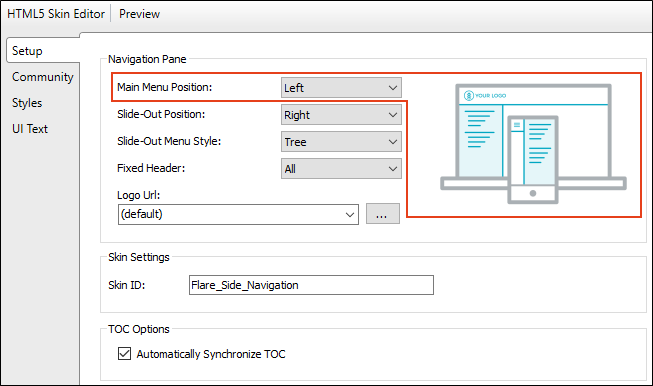 HTML5 Skin Editor Preview
Setup
Community
Styles
UI Text
Navigation Pane
Main Menu Position: Left
Slide-Out Position: Right
Slide-Out Menu Style: Tree
Fixed Header: All
Logo Url:
(default) ...
YOUR LOGO
Skin Settings
Skin ID: Flare_Side_Navigation
TOC Options
Automatically Synchronize TOC